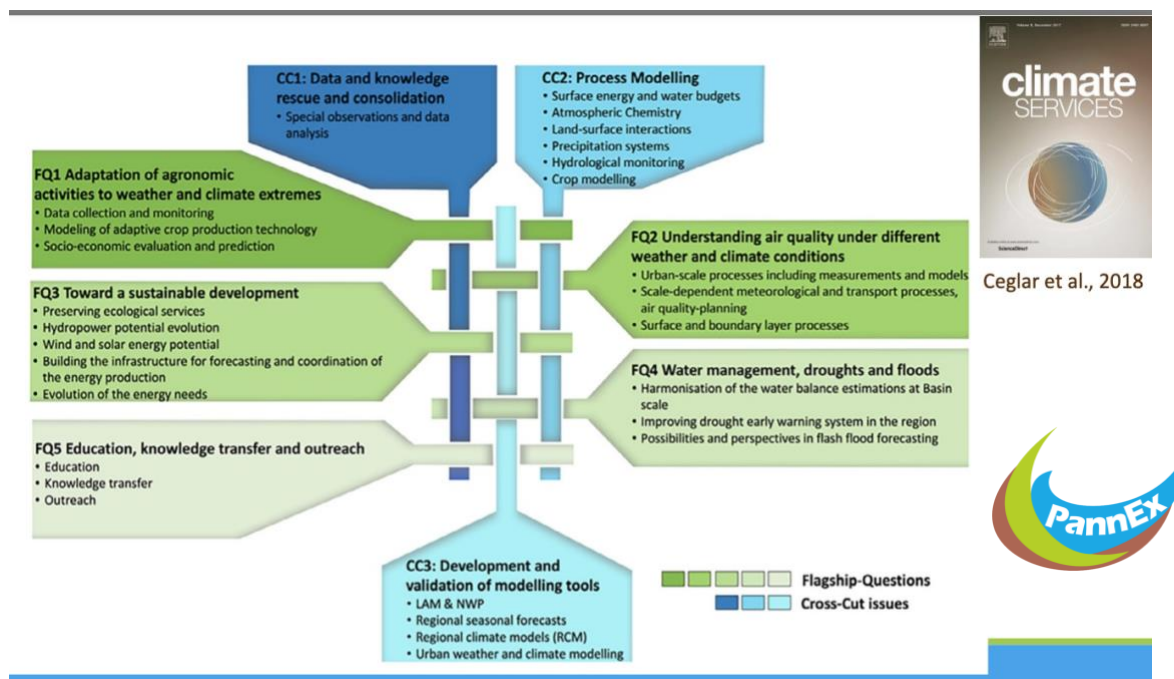 CC1: Data and knowledge
rescue and consolidation
• Special observations and data
analysis
CC2: Process Modelling
• Surface energy and water budgets
• Atmospheric Chemistry
• Land-surface interactions
• Precipitation systems
• Hydrological monitoring
• Crop modelling
FQ1 Adaptation of agronomic
activities to weather and climate extremes
• Data collection and monitoring
• Modeling of adaptive crop production technology
• Socio-economic evaluation and prediction
FQ2 Understanding air quality under different
weather and climate conditions
• Urban-scale processes including measurements and models
• Scale-dependent meteorological and transport processes,
air quality-planning
• Surface and boundary layer processes
FQ3 Toward a sustainable development
• Preserving ecological services
• Hydropower potential evolution
• Wind and solar energy potential
• Building the infrastructure for forecasting and coordination of
the energy production
• Evolution of the energy needs
FQ4 Water management, droughts and floods
• Harmonisation of the water balance estimations at Basin
scale
• Improving drought early warning system in the region
• Possibilities and perspectives in flash flood forecasting
FQ5 Education, knowledge transfer and outreach
• Education
• Knowledge transfer
• Outreach
CC3: Development and
validation of modelling tools
• LAM & NWP
• Regional seasonal forecasts
• Regional climate models (RCM)
• Urban weather and climate modelling
Flagship-Questions
Cross-Cut issues
climate
SERVICES
ScienceDirect
Ceglar et al., 2018
PannEx